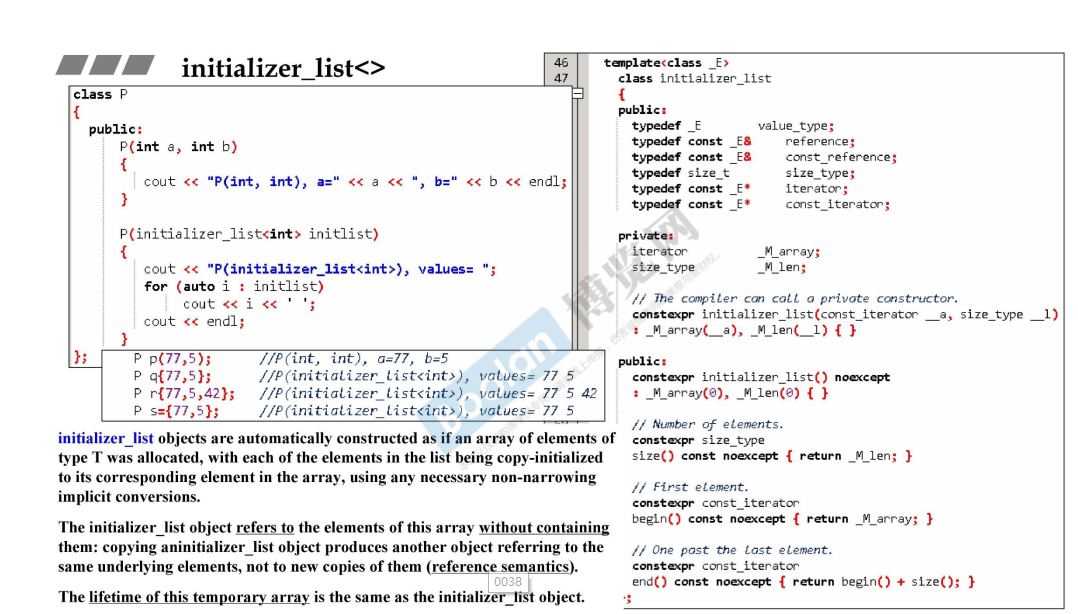 initializer_list<>
class P
{
public:
P(int a, int b)
{
cout << "P(int, int), a=" << a << ", b=" << b << endl;
}
P(initializer_list<int> initlist)
{
cout << "P(initializer_list<int>), values= ";
for (auto i : initlist)
cout << i << ' ';
cout << endl;
}
};
P p(77,5); //P(int, int), a=77, b=5
P q{77,5}; //P(initializer_list<int>), values= 77 5
P r{77,5,42}; //P(initializer_list<int>), values= 77 5 42
P s={77,5}; //P(initializer_list<int>), values= 77 5
initializer_list objects are automatically constructed as if an array of elements of
type T was allocated, with each of the elements in the list being copy-initialized
to its corresponding element in the array, using any necessary non-narrowing
implicit conversions.
The initializer_list object refers to the elements of this array without containing
them: copying aninitializer_list object produces another object referring to the
same underlying elements, not to new copies of them (reference semantics).
0038
The lifetime of this temporary array is the same as the initializer_list object.
46 template<class _E>
47 class initializer_list
{
public:
typedef _E value_type;
typedef const _E& reference;
typedef const _E& const_reference;
typedef size_t size_type;
typedef const _E* iterator;
typedef const _E* const_iterator;
private:
iterator _M_array;
size_type _M_len;
// The compiler can call a private constructor.
constexpr initializer_list(const_iterator __a, size_type __l)
: _M_array(__a), _M_len(__l) { }
public:
constexpr initializer_list() noexcept
: _M_array(0), _M_len(0) { }
// Number of elements.
constexpr size_type
size() const noexcept { return _M_len; }
// First element.
constexpr const_iterator
begin() const noexcept { return _M_array; }
// One past the last element.
constexpr const_iterator
end() const noexcept { return begin() + size(); }
};
boolan
博览网